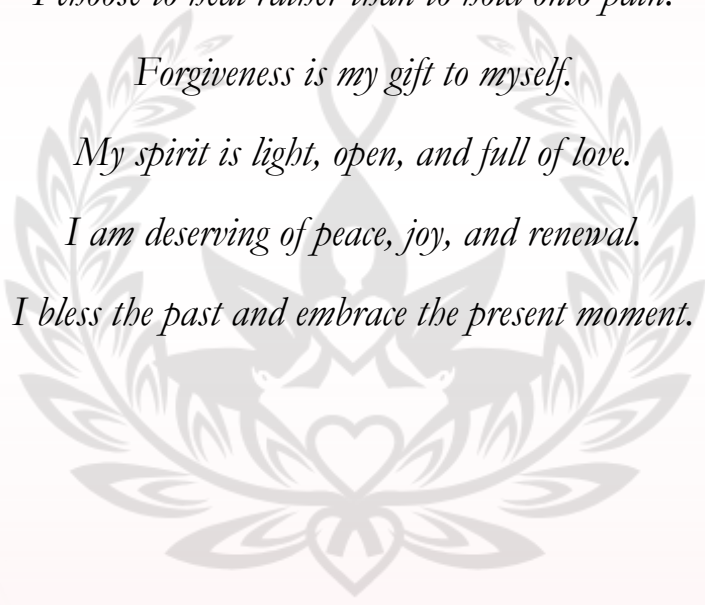 I choose to heal rather than to hold onto pain.
Forgiveness is my gift to myself.
My spirit is light, open, and full of love.
I am deserving of peace, joy, and renewal.
I bless the past and embrace the present moment.